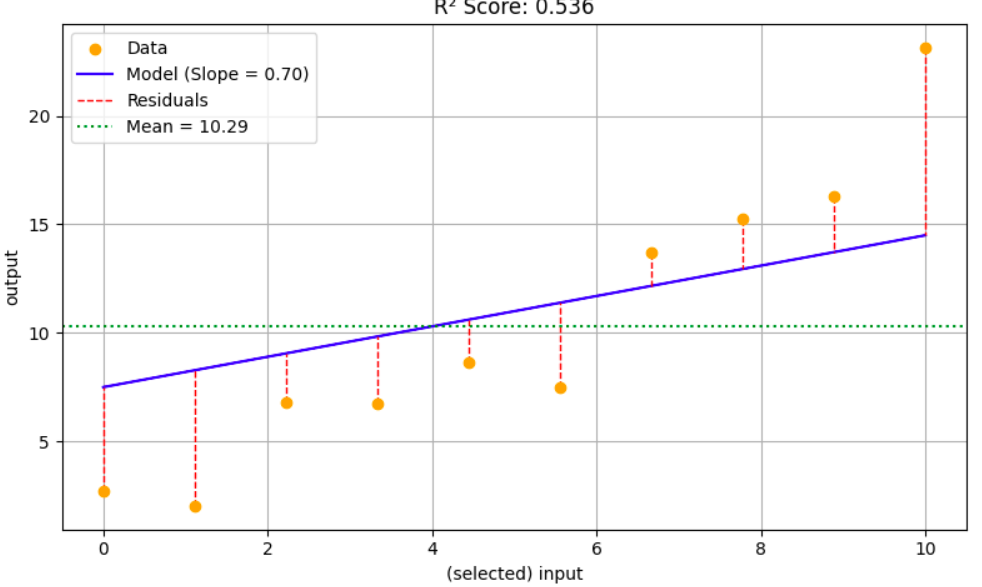 R² Score: 0.536
Data
Model (Slope = 0.70)
Residuals
Mean = 10.29
20
15
10
5
output
0 2 4 6 8 10
(selected) input